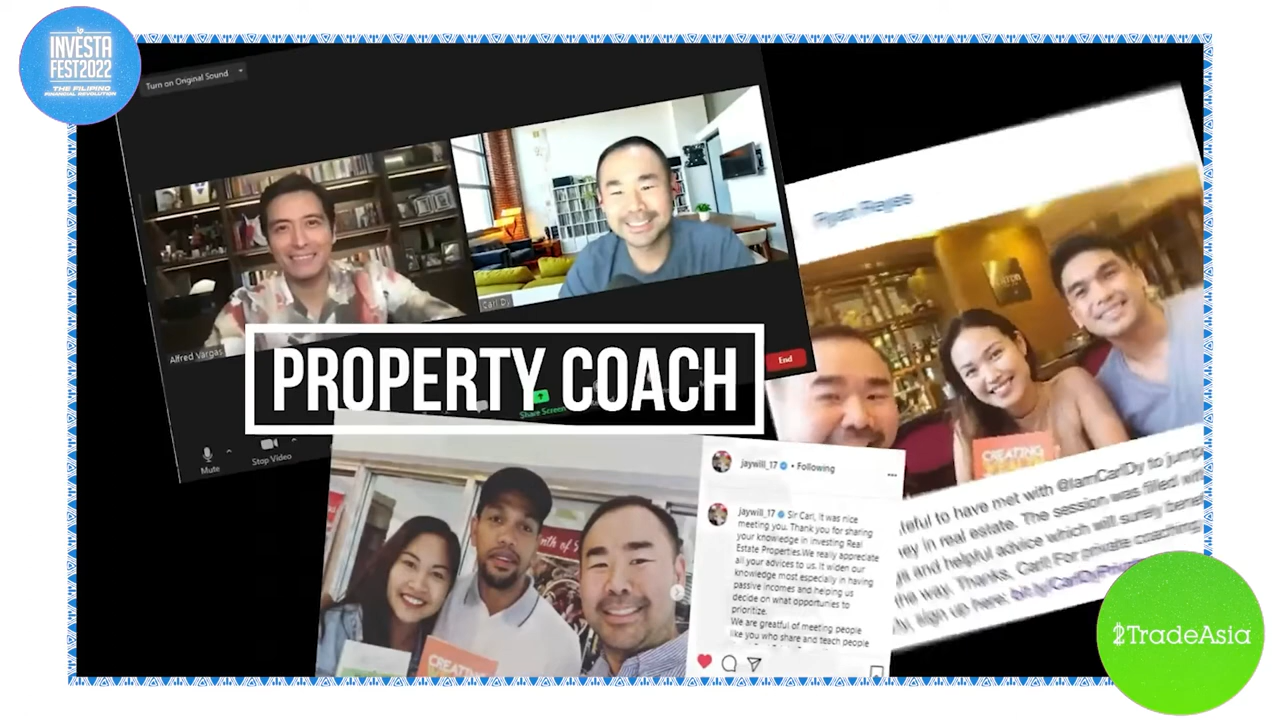 INVESTA
FEST2022
THE FILIPINO
FINANCIAL REVOLUTION
Turn on Original Sound
Alfred Vargas
Carl Dy
Ryan Reyes
PROPERTY COACH
End
Share Screen
Mute
Stop Video
CREATING
jaywill_17 • Following
jaywill_17 Sir Carl, it was nice
meeting you. Thank you for sharing
your knowledge in investing Real
Estate Properties.We really appreciate
all your advices to us. It widen our
knowledge most especially in having
passive incomes and helping us
decide on what opportunities to
prioritize.
We are greatful of meeting people
like you who share and teach people
teful to have met with @IamCarlDy to jump
ey in real estate. The session was filled wit
and helpful advice which will surely benef
the way. Thanks, Carl! For private coaching
sign up here:
CREATING
TradeAsia